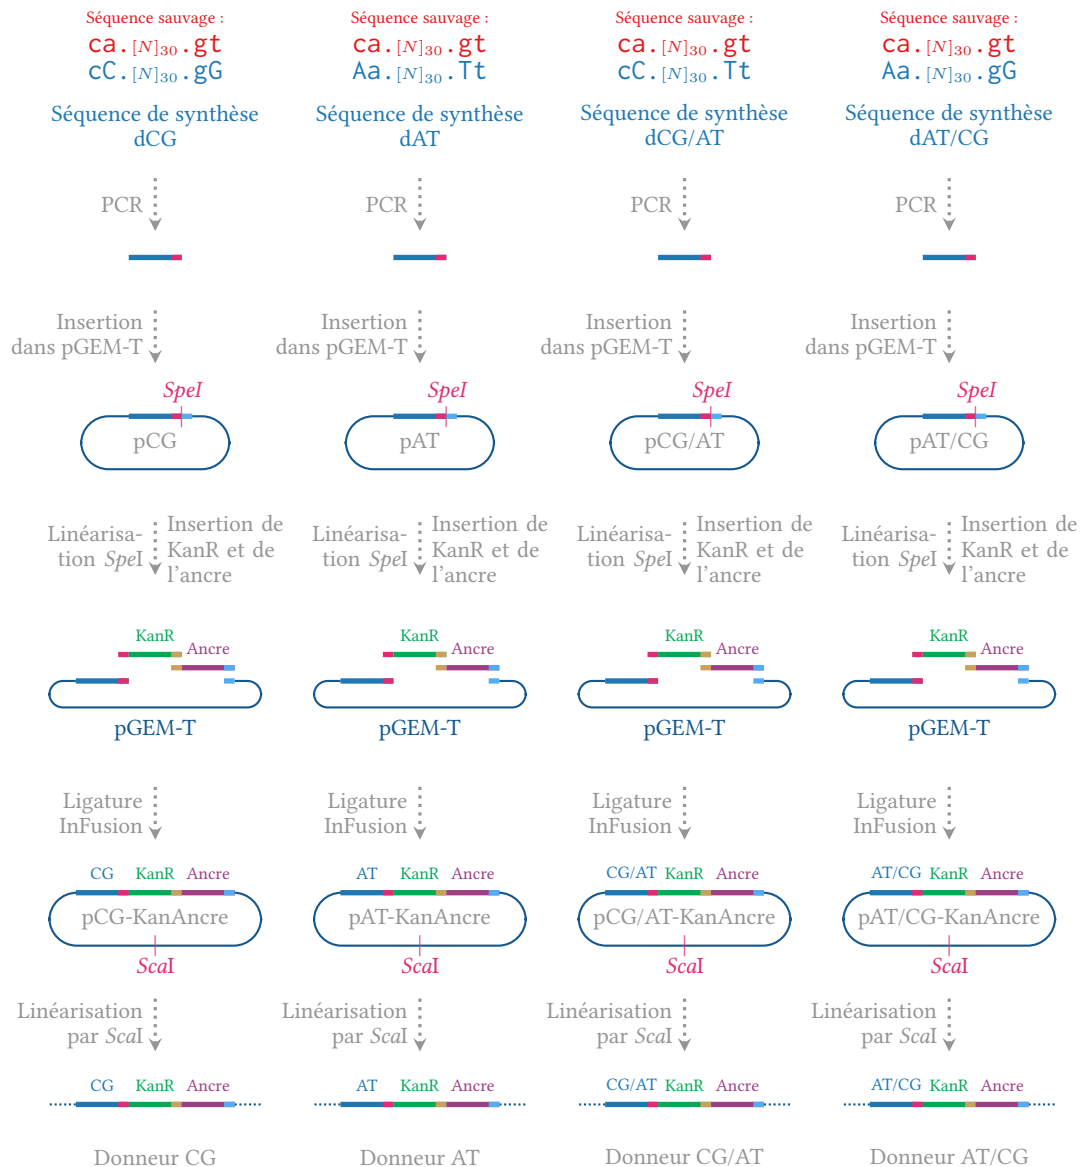 Séquence sauvage :
ca.[N]30.gt
cC.[N]30.gG
Séquence de synthèse
dCG
PCR
Insertion
dans pGEM-T
SpeI
pCG
Linéarisa-
tion SpeI
Insertion de
KanR et de
l'ancre
KanR
Ancre
pGEM-T
Ligature
InFusion
CG KanR Ancre
pCG-KanAncre
ScaI
Linéarisation
par ScaI
CG KanR Ancre
Donneur CG
Séquence sauvage :
ca.[N]30.gt
Aa.[N]30.Tt
Séquence de synthèse
dAT
PCR
Insertion
dans pGEM-T
SpeI
pAT
Linéarisa-
tion SpeI
Insertion de
KanR et de
l'ancre
KanR
Ancre
pGEM-T
Ligature
InFusion
AT KanR Ancre
pAT-KanAncre
ScaI
Linéarisation
par ScaI
AT KanR Ancre
Donneur AT
Séquence sauvage :
ca.[N]30.gt
cC.[N]30.Tt
Séquence de synthèse
dCG/AT
PCR
Insertion
dans pGEM-T
SpeI
pCG/AT
Linéarisa-
tion SpeI
Insertion de
KanR et de
l'ancre
KanR
Ancre
pGEM-T
Ligature
InFusion
CG/AT KanR Ancre
pCG/AT-KanAncre
ScaI
Linéarisation
par ScaI
CG/AT KanR Ancre
Donneur CG/AT
Séquence sauvage :
ca.[N]30.gt
Aa.[N]30.gG
Séquence de synthèse
dAT/CG
PCR
Insertion
dans pGEM-T
SpeI
pAT/CG
Linéarisa-
tion SpeI
Insertion de
KanR et de
l'ancre
KanR
Ancre
pGEM-T
Ligature
InFusion
AT/CG KanR Ancre
pAT/CG-KanAncre
ScaI
Linéarisation
par ScaI
AT/CG KanR Ancre
Donneur AT/CG